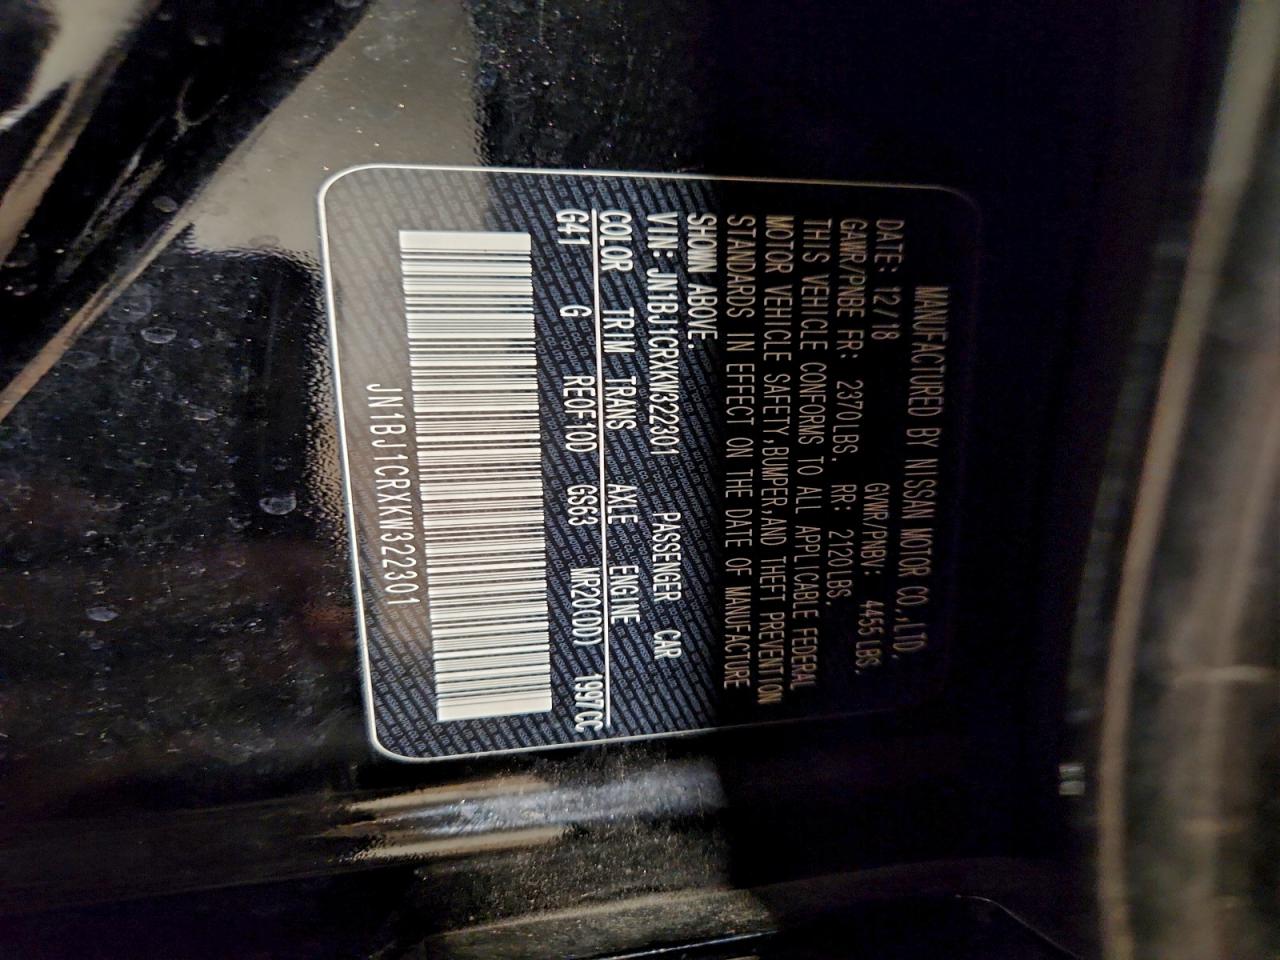 MANUFACTURED BY NISSAN MOTOR CO.,LTD.
DATE: 12/18 GVWR/PNBV: 4455LBS.
GAWR/PNBE FR: 2370LBS. RR: 2120LBS.
THIS VEHICLE CONFORMS TO ALL APPLICABLE FEDERAL
MOTOR VEHICLE SAFETY,BUMPER,AND THEFT PREVENTION
STANDARDS IN EFFECT ON THE DATE OF MANUFACTURE
SHOWN ABOVE.
VIN: JN1BJ1CRXKW322301 PASSENGER CAR
COLOR TRIM TRANS AXLE ENGINE
G41 G RE0F10D GS63 MR20(DD) 1997CC
JN1BJ1CRXKW322301